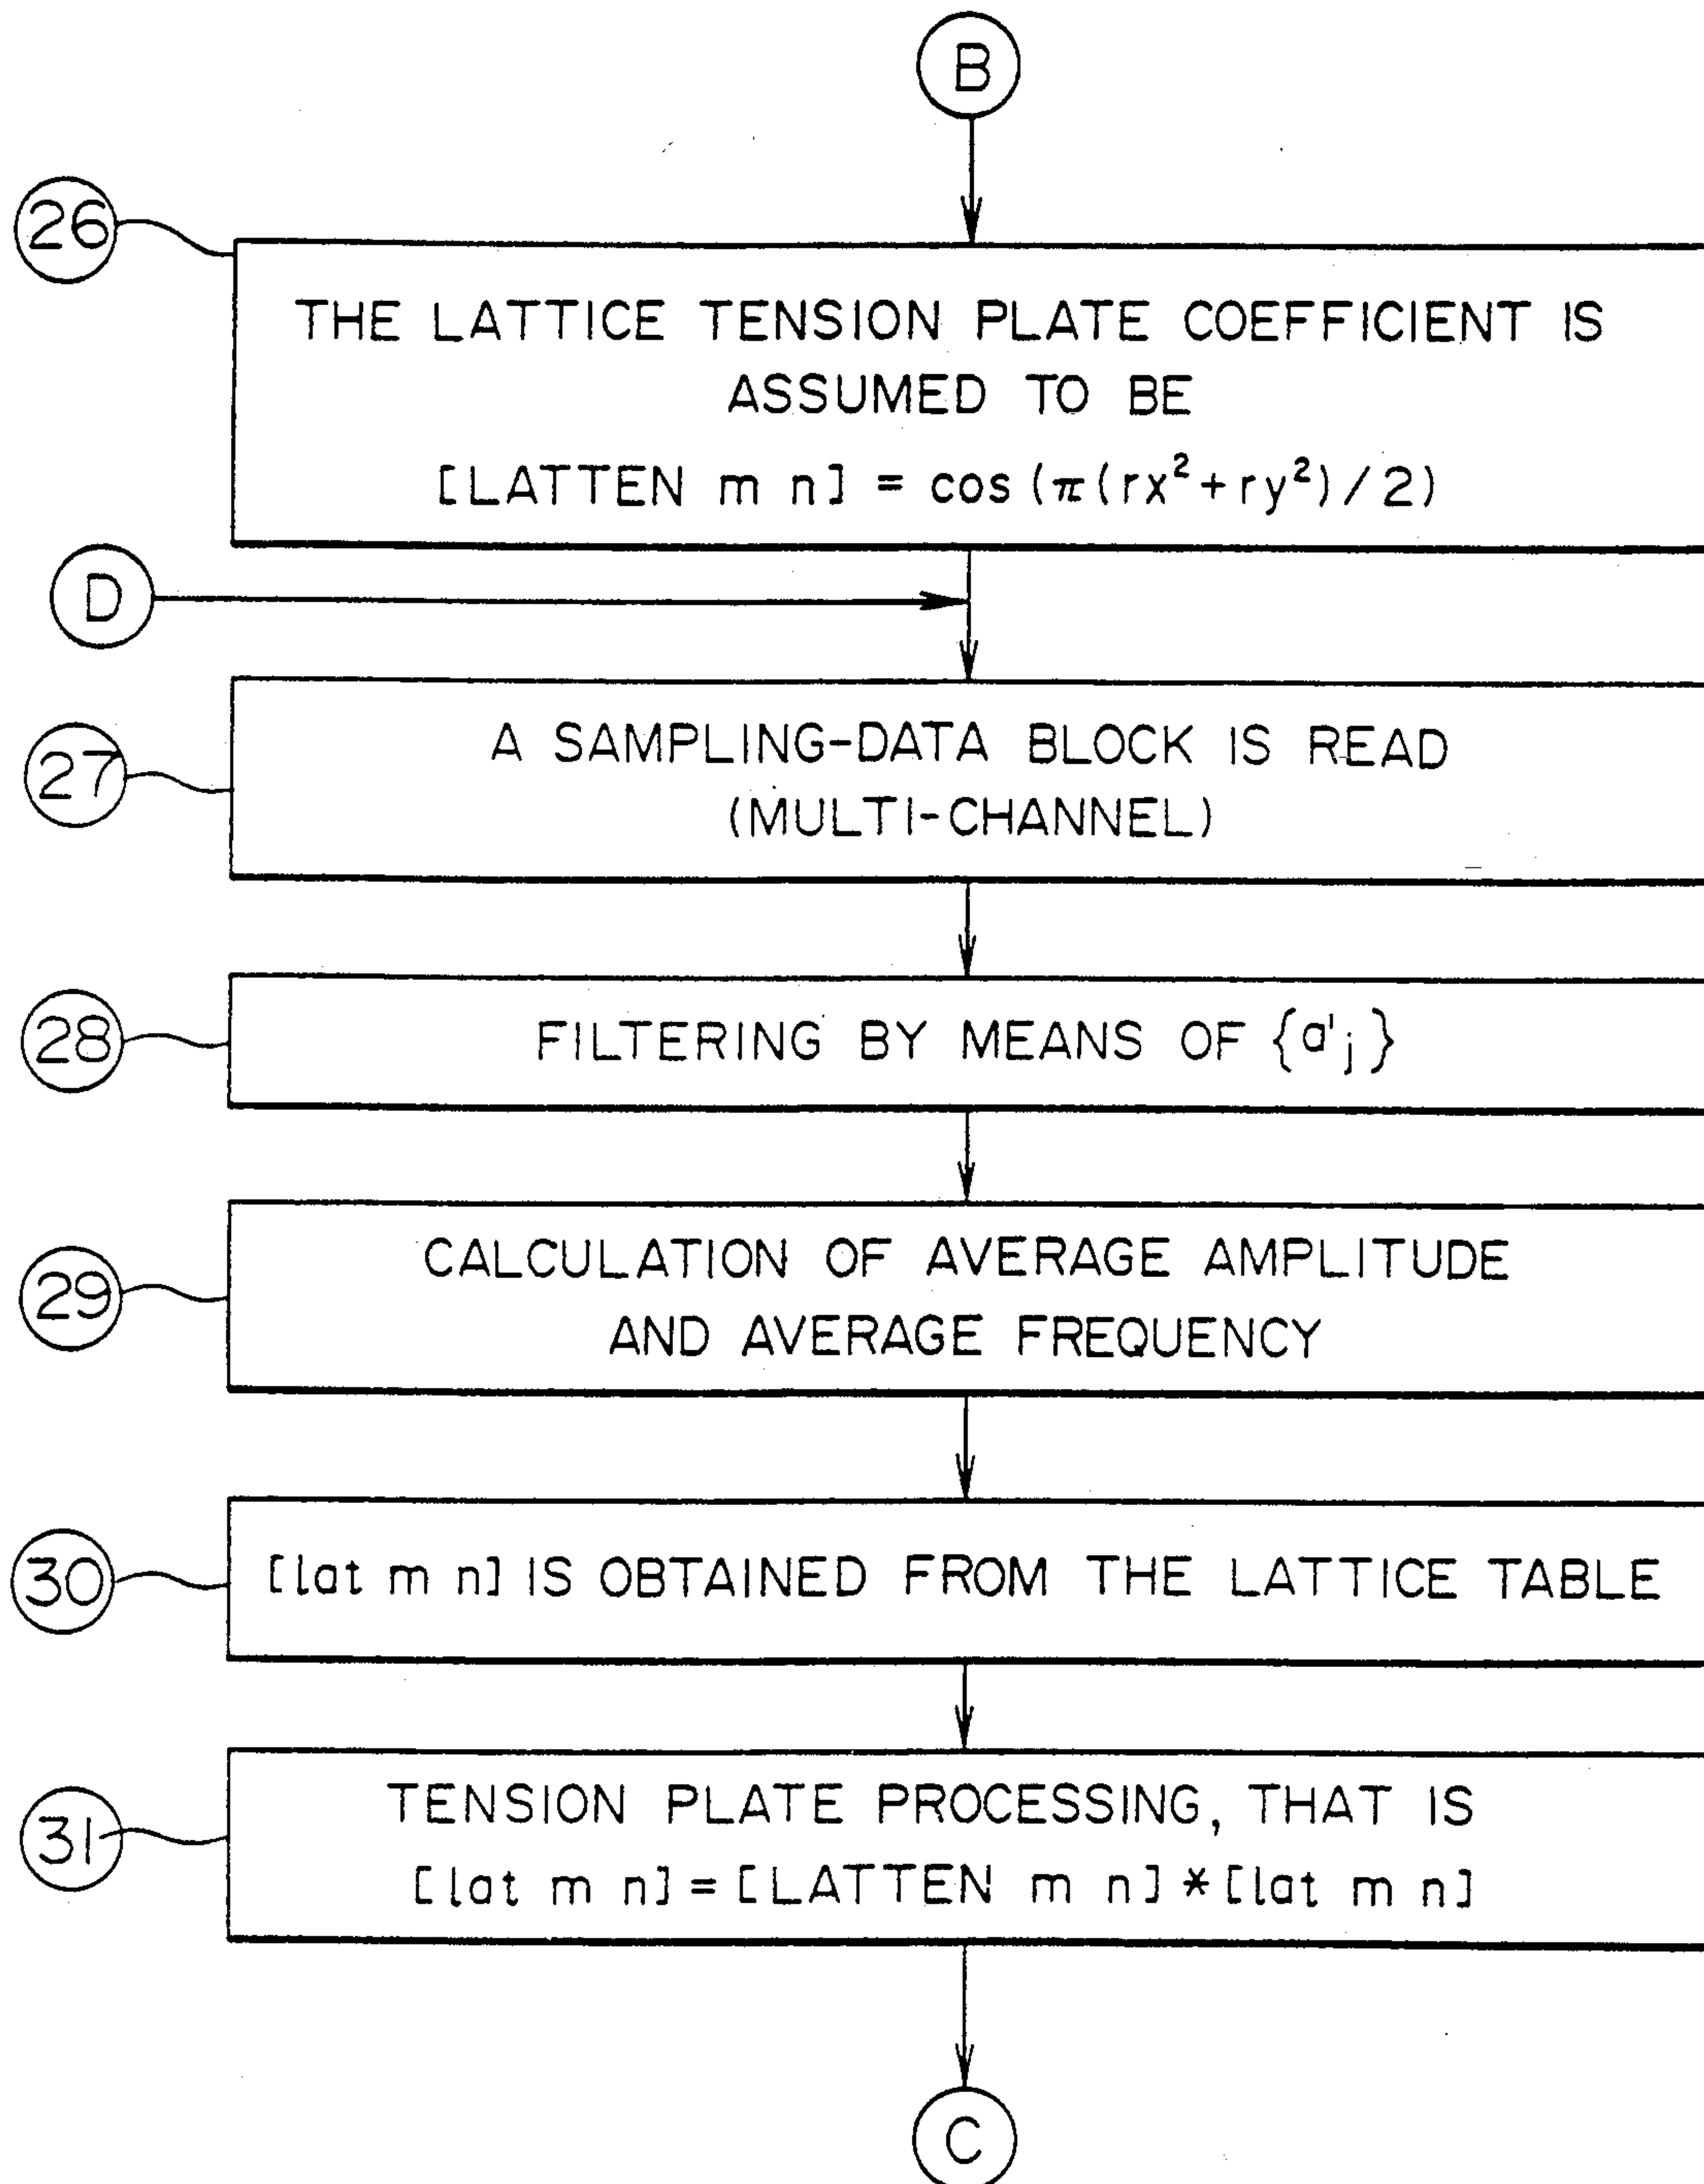 B
26
THE LATTICE TENSION PLATE COEFFICIENT IS
ASSUMED TO BE
[LATTEN m n] = cos (π(rx²+ry²)/2)
D
27
A SAMPLING-DATA BLOCK IS READ
(MULTI-CHANNEL)
28
FILTERING BY MEANS OF {a'j}
29
CALCULATION OF AVERAGE AMPLITUDE
AND AVERAGE FREQUENCY
30
[lat m n] IS OBTAINED FROM THE LATTICE TABLE
31
TENSION PLATE PROCESSING, THAT IS
[lat m n]=[LATTEN m n]*[lat m n]
C